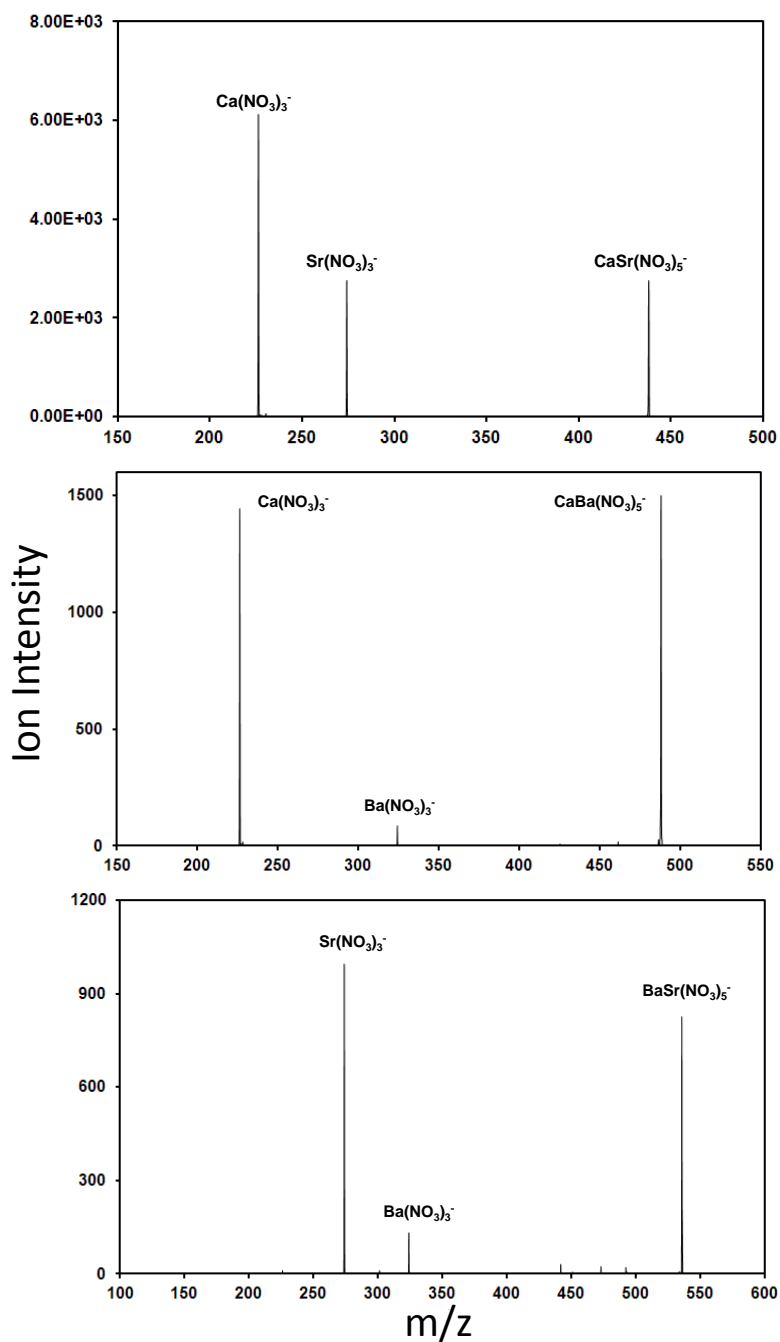 8.00E+03
6.00E+03
4.00E+03
2.00E+03
0.00E+00
Ca(NO₃)₃⁻
Sr(NO₃)₃⁻
CaSr(NO₃)₅⁻
150 200 250 300 350 400 450 500
Ion Intensity
1500
1000
500
0
Ca(NO₃)₃⁻
CaBa(NO₃)₅⁻
Ba(NO₃)₃⁻
150 200 250 300 350 400 450 500 550
1200
900
600
300
0
Sr(NO₃)₃⁻
BaSr(NO₃)₅⁻
Ba(NO₃)₃⁻
100 150 200 250 300 350 400 450 500 550 600
m/z